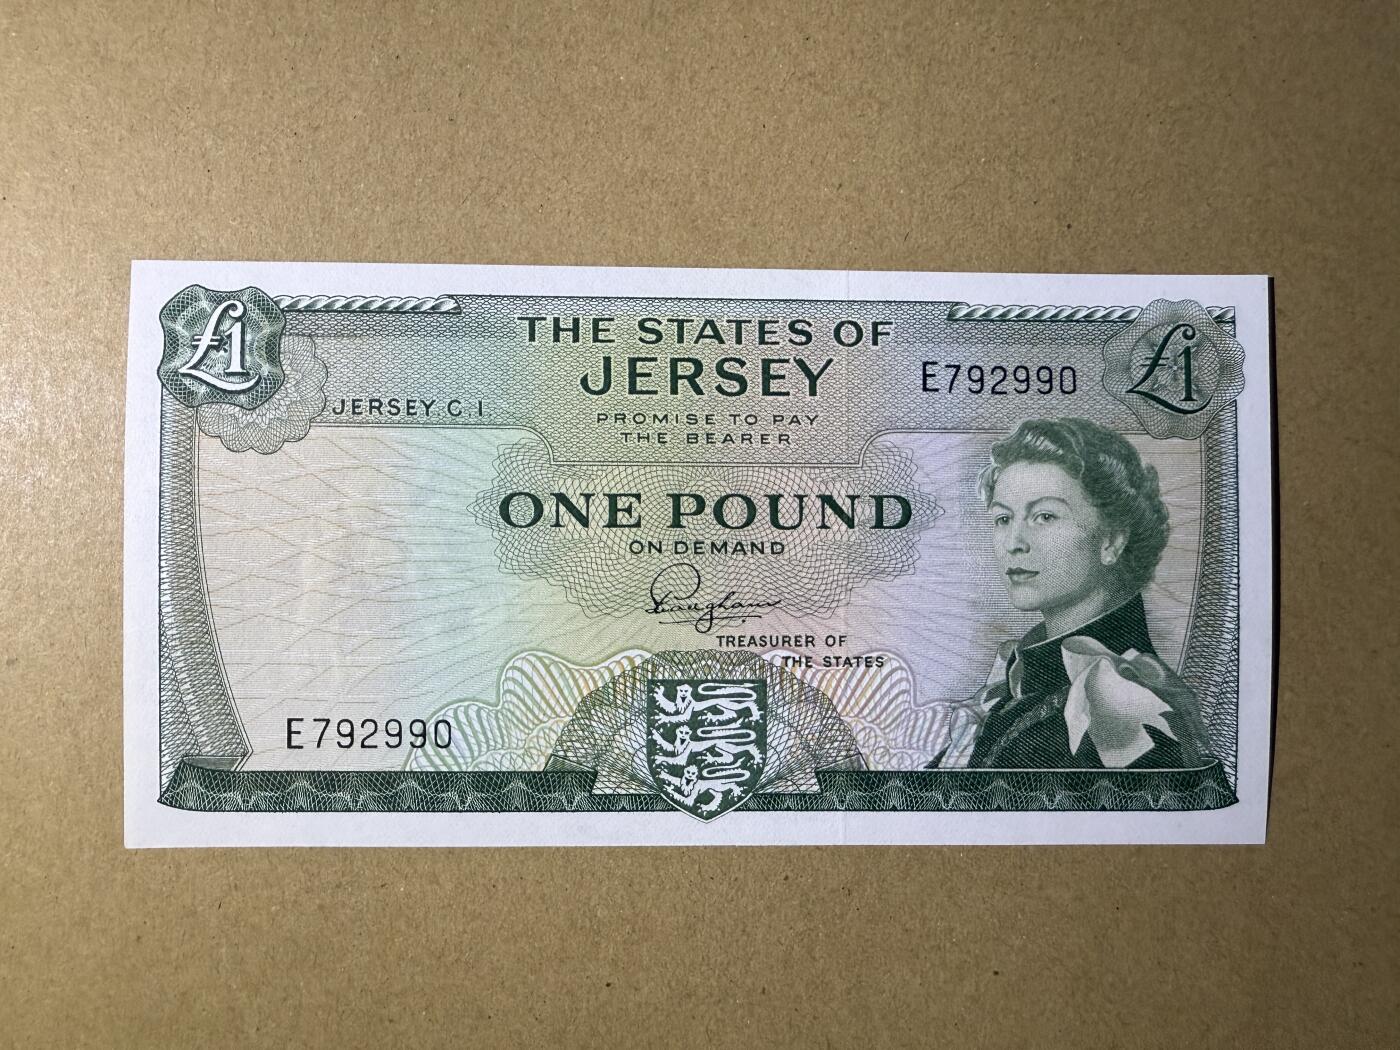 £1
THE STATES OF
JERSEY
E792990
£1
JERSEY C.I
PROMISE TO PAY
THE BEARER
ONE POUND
ON DEMAND
TREASURER OF
THE STATES
E792990